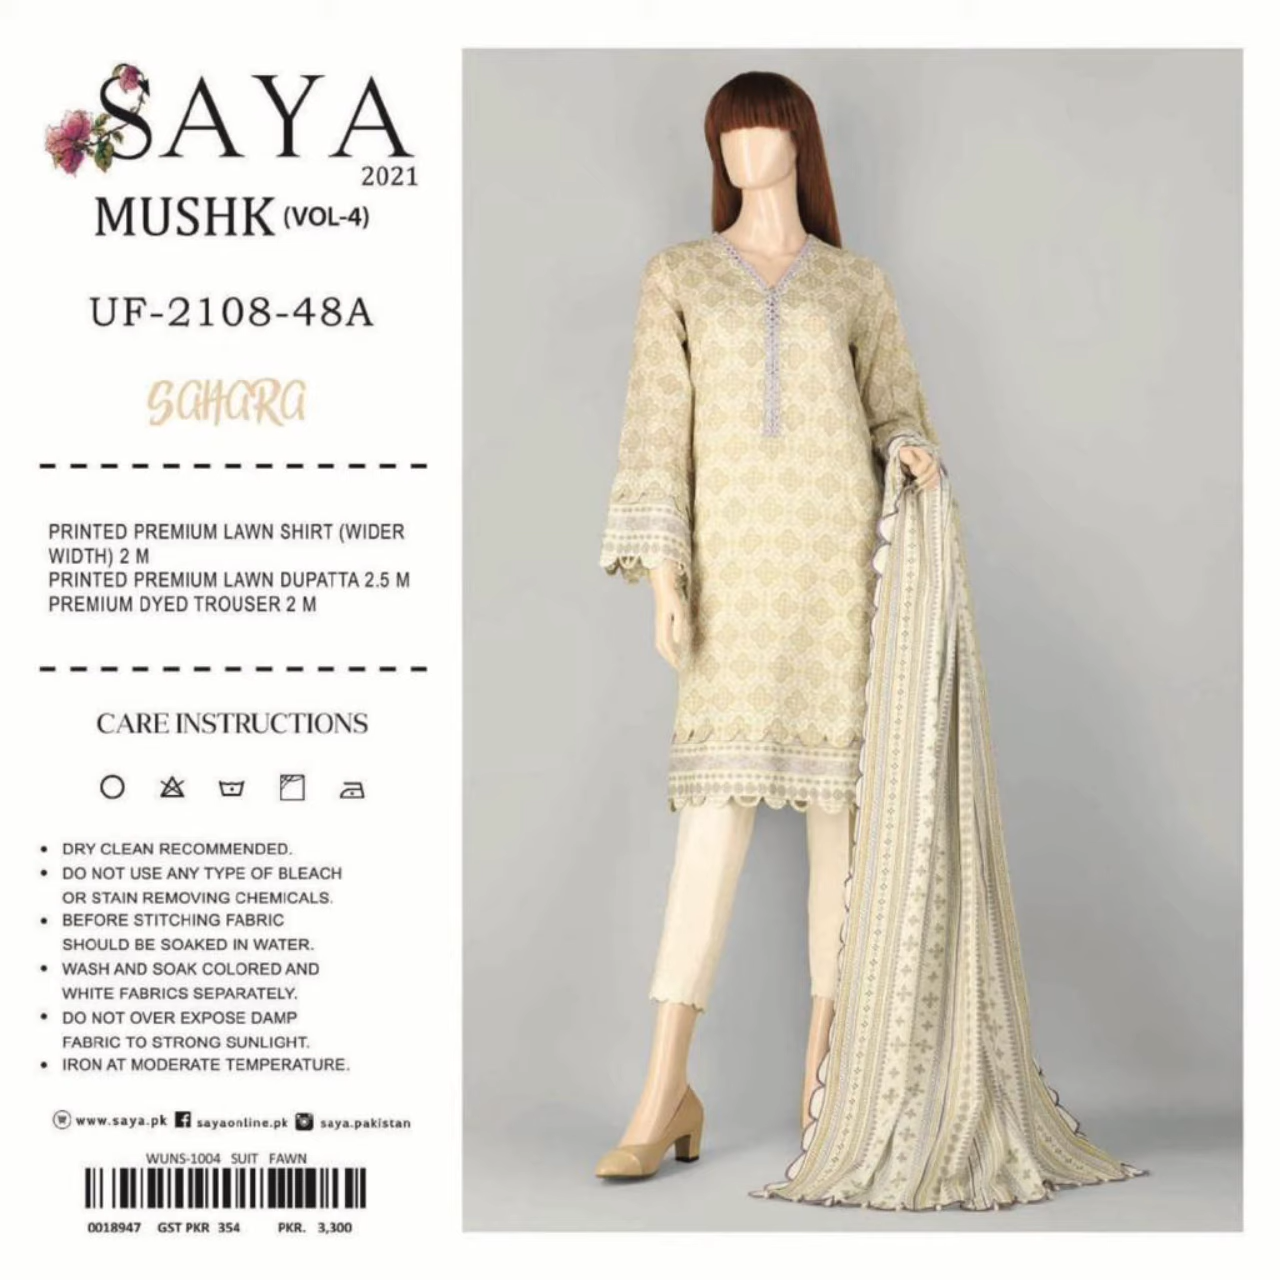 SAYA
2021
MUSHK (VOL-4)
UF-2108-48A
SAHARA
PRINTED PREMIUM LAWN SHIRT (WIDER
WIDTH) 2 M
PRINTED PREMIUM LAWN DUPATTA 2.5 M
PREMIUM DYED TROUSER 2 M
CARE INSTRUCTIONS
• DRY CLEAN RECOMMENDED.
• DO NOT USE ANY TYPE OF BLEACH
OR STAIN REMOVING CHEMICALS.
• BEFORE STITCHING FABRIC
SHOULD BE SOAKED IN WATER.
• WASH AND SOAK COLORED AND
WHITE FABRICS SEPARATELY.
• DO NOT OVER EXPOSE DAMP
FABRIC TO STRONG SUNLIGHT.
• IRON AT MODERATE TEMPERATURE.
www.saya.pk sayaonline.pk saya.pakistan
WUNS-1004 SUIT FAWN
0018947 GST PKR 354 PKR. 3,300